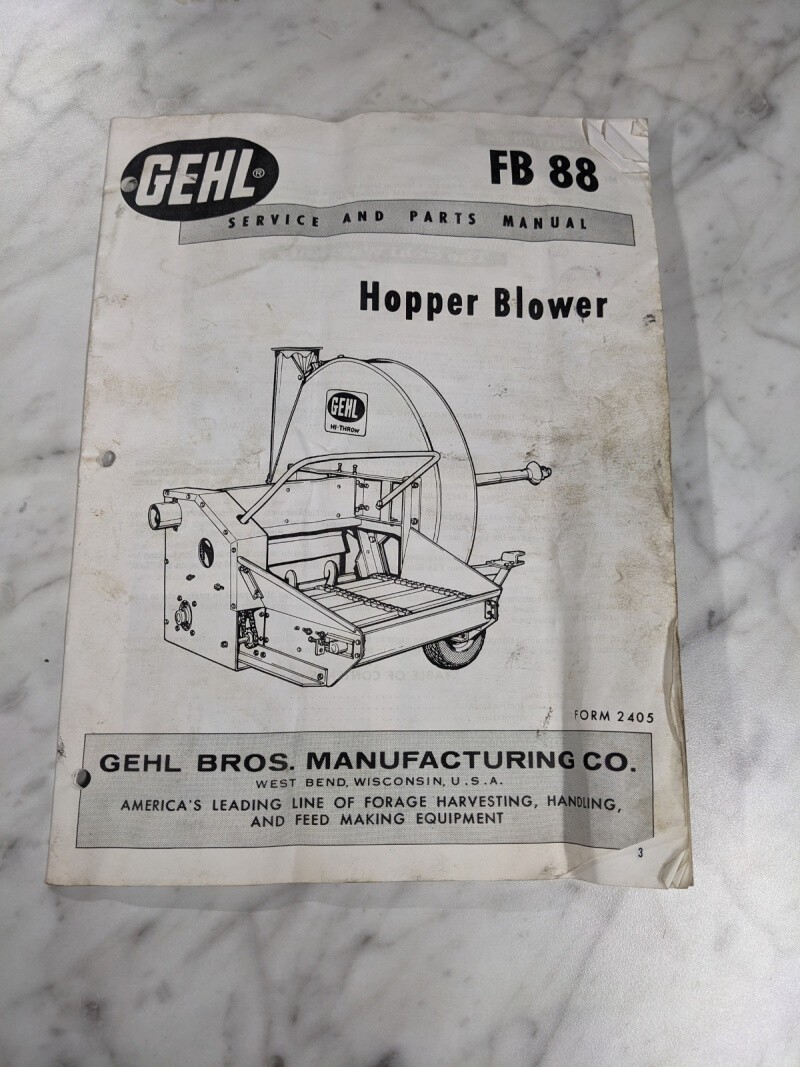 GEHL®
FB 88
SERVICE AND PARTS MANUAL
Hopper Blower
GEHL
HI-THROW
FORM 2405
GEHL BROS. MANUFACTURING CO.
WEST BEND, WISCONSIN, U.S.A.
AMERICA'S LEADING LINE OF FORAGE HARVESTING, HANDLING,
AND FEED MAKING EQUIPMENT
3